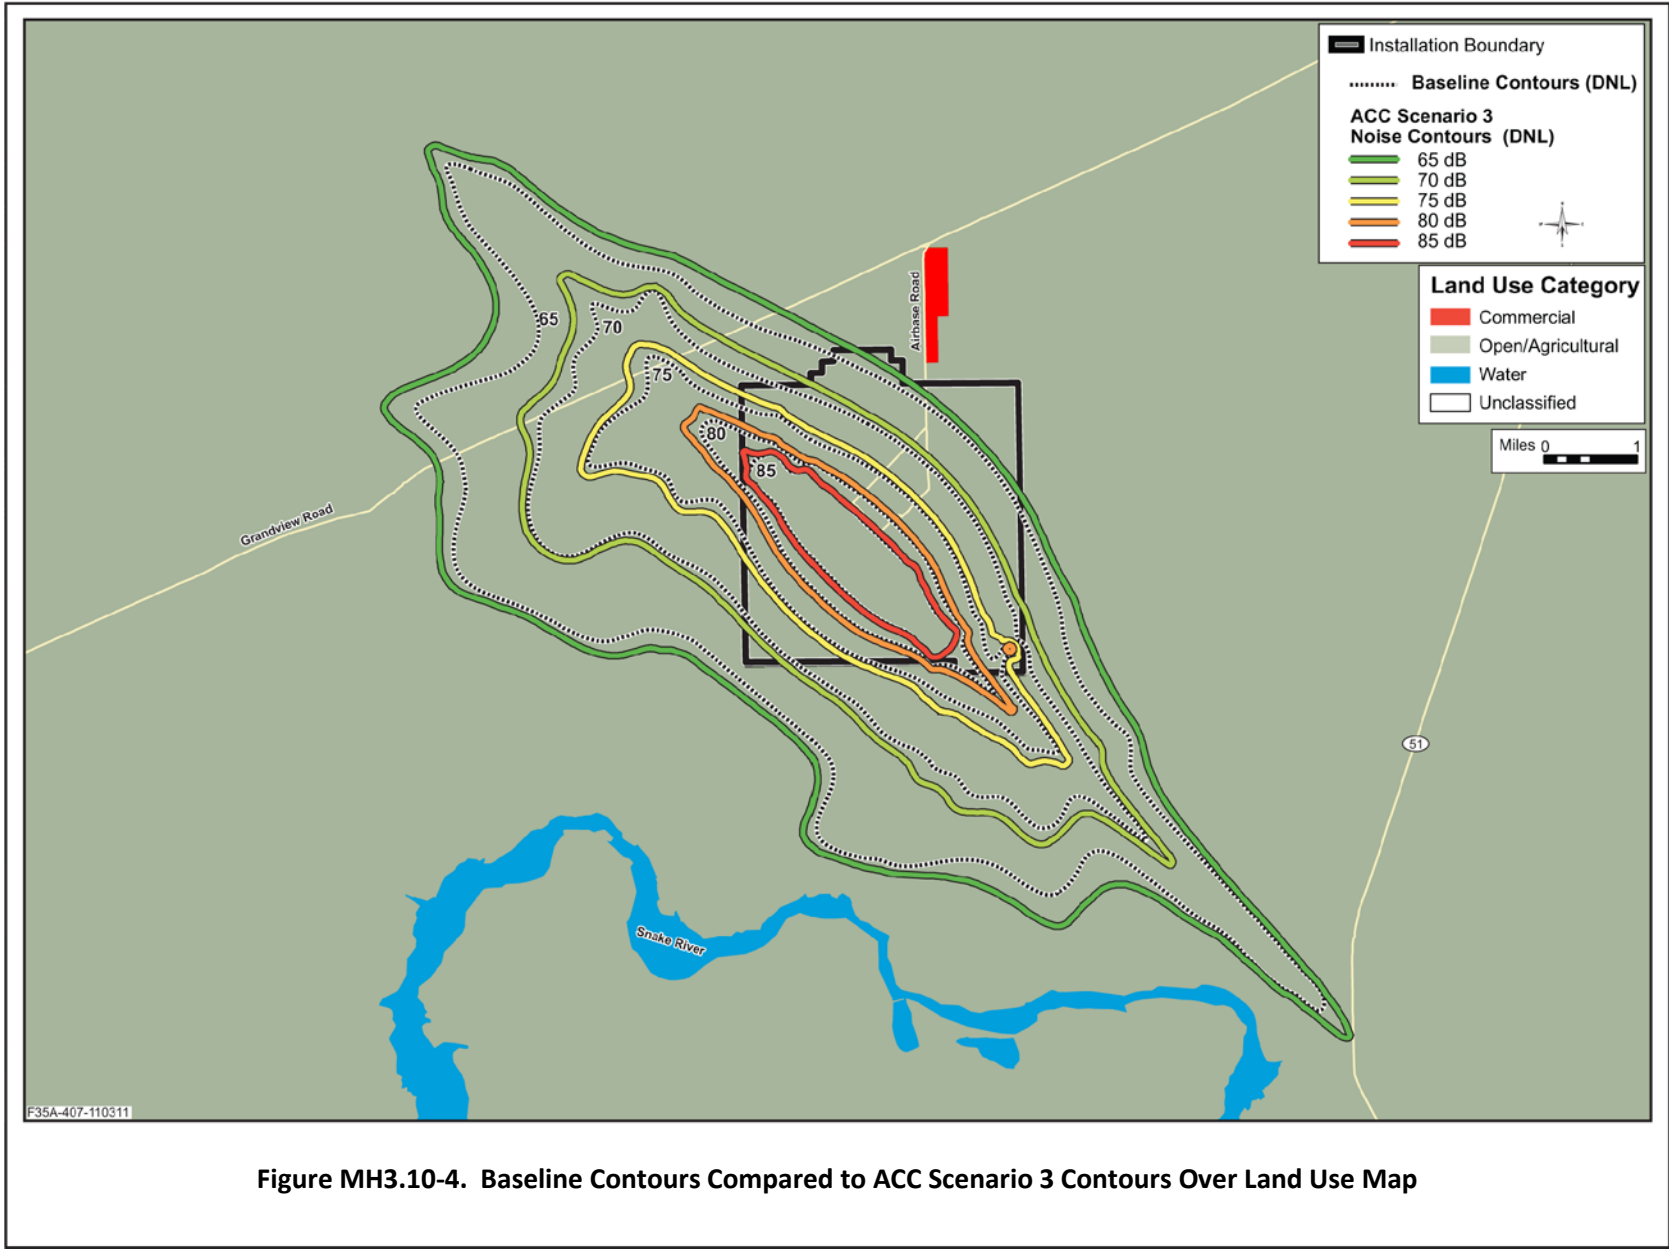 Installation Boundary
Baseline Contours (DNL)
ACC Scenario 3
Noise Contours (DNL)
65 dB
70 dB
75 dB
80 dB
85 dB
Land Use Category
Commercial
Open/Agricultural
Water
Unclassified
Miles 0 1
Airbase Road
65
70
75
80
85
Grandview Road
51
Snake River
F35A-407-110311
Figure MH3.10-4. Baseline Contours Compared to ACC Scenario 3 Contours Over Land Use Map